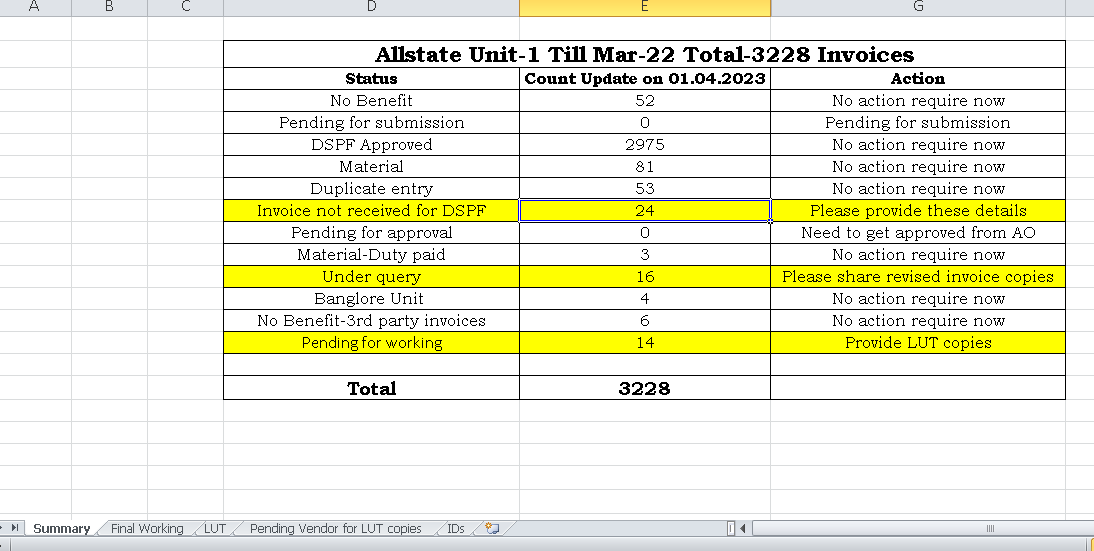 A B C D E G
Allstate Unit-1 Till Mar-22 Total-3228 Invoices
Status Count Update on 01.04.2023 Action
No Benefit 52 No action require now
Pending for submission 0 Pending for submission
DSPF Approved 2975 No action require now
Material 81 No action require now
Duplicate entry 53 No action require now
Invoice not received for DSPF 24 Please provide these details
Pending for approval 0 Need to get approved from AO
Material-Duty paid 3 No action require now
Under query 16 Please share revised invoice copies
Banglore Unit 4 No action require now
No Benefit-3rd party invoices 6 No action require now
Pending for working 14 Provide LUT copies
Total 3228
Summary Final Working LUT Pending Vendor for LUT copies IDs